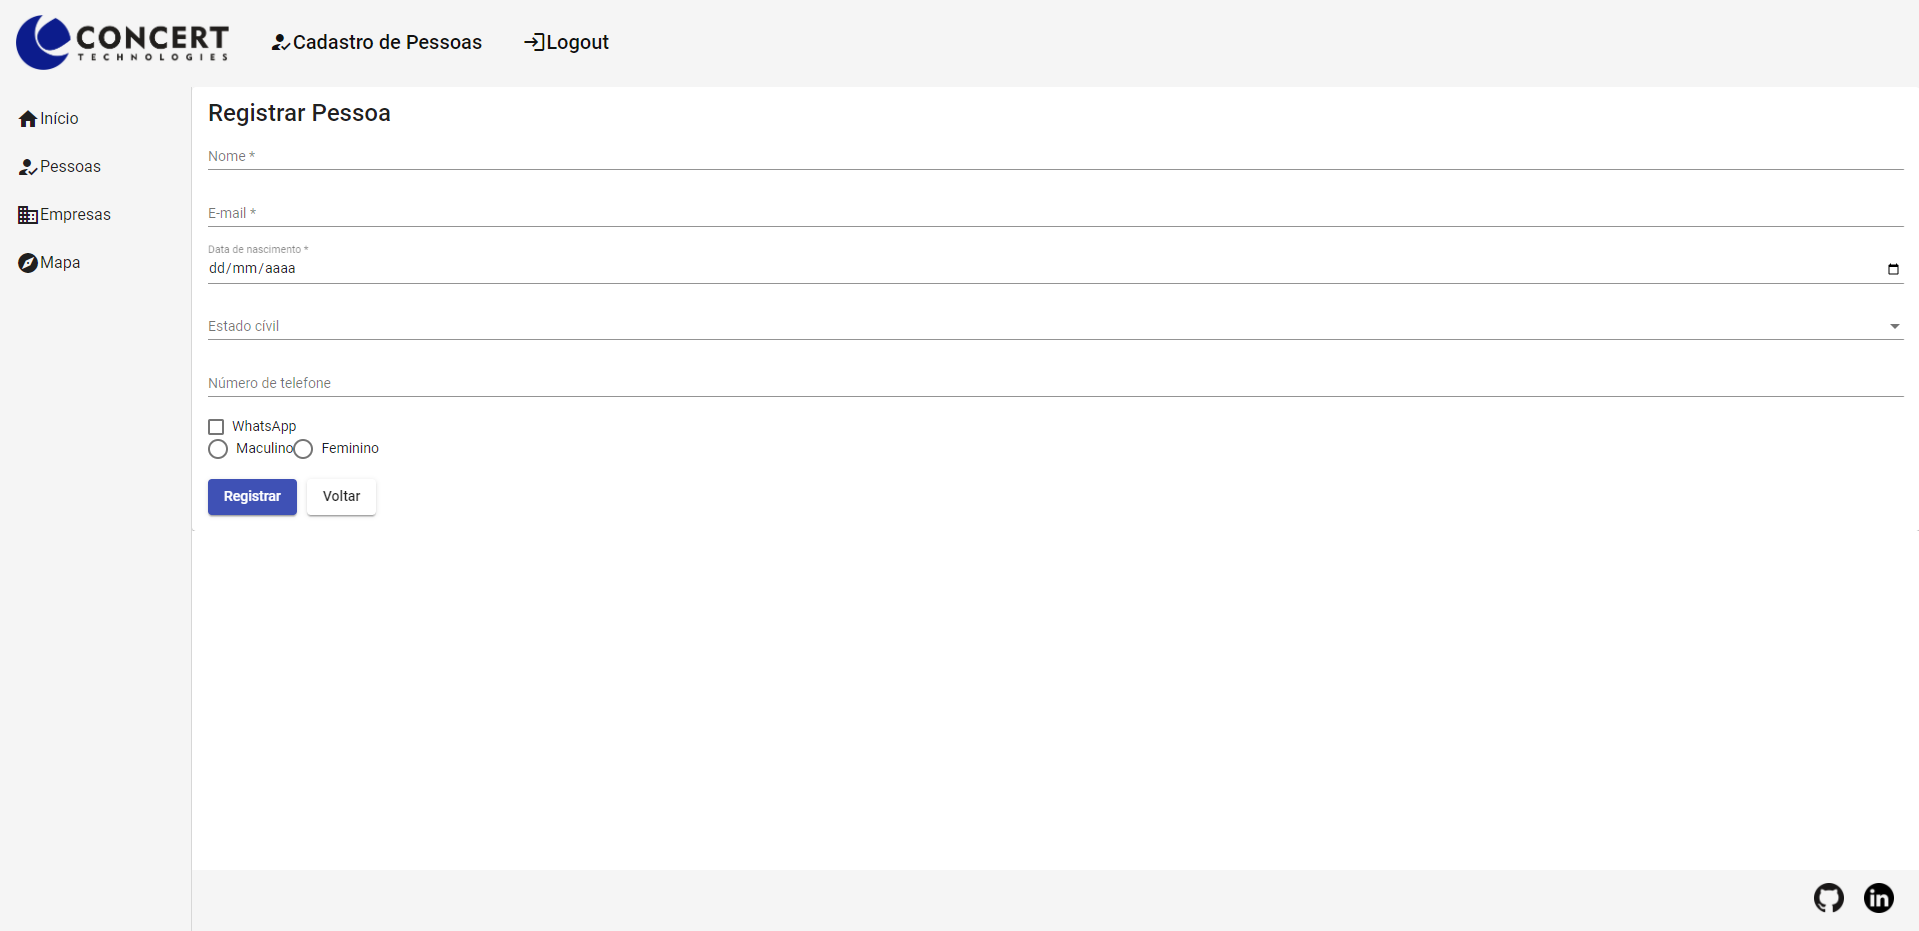 CONCERT
TECHNOLOGIES
Cadastro de Pessoas
Logout
Início
Pessoas
Empresas
Mapa
Registrar Pessoa
Nome *
E-mail *
Data de nascimento *
dd/mm/aaaa
Estado cívil
Número de telefone
WhatsApp
Maculino Feminino
Registrar Voltar
in